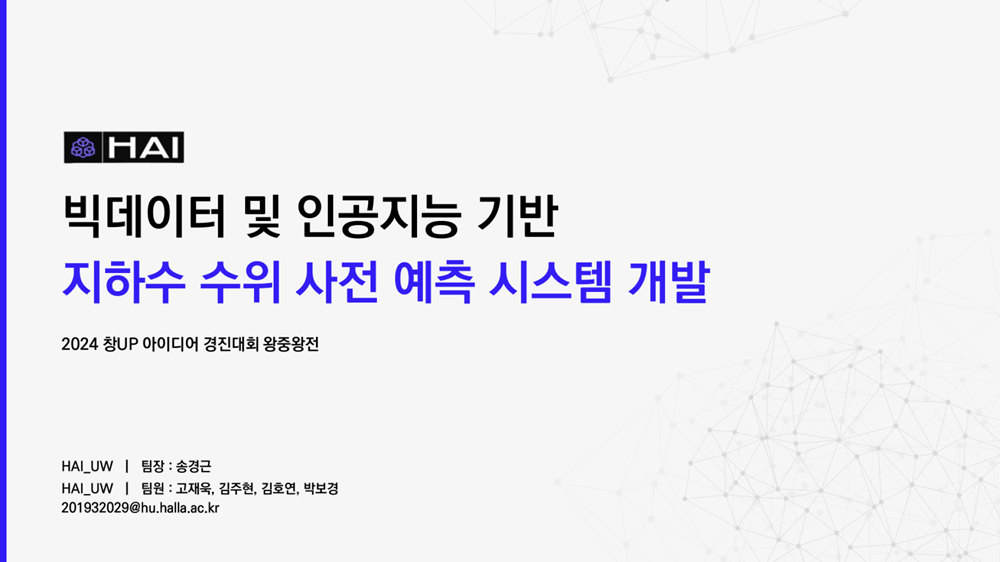 HAI
빅데이터 및 인공지능 기반
지하수 수위 사전 예측 시스템 개발
2024 창UP 아이디어 경진대회 왕중왕전
HAI_UW | 팀장 : 송경근
HAI_UW | 팀원 : 고재욱, 김주현, 김호연, 박보경
201932029@hu.halla.ac.kr